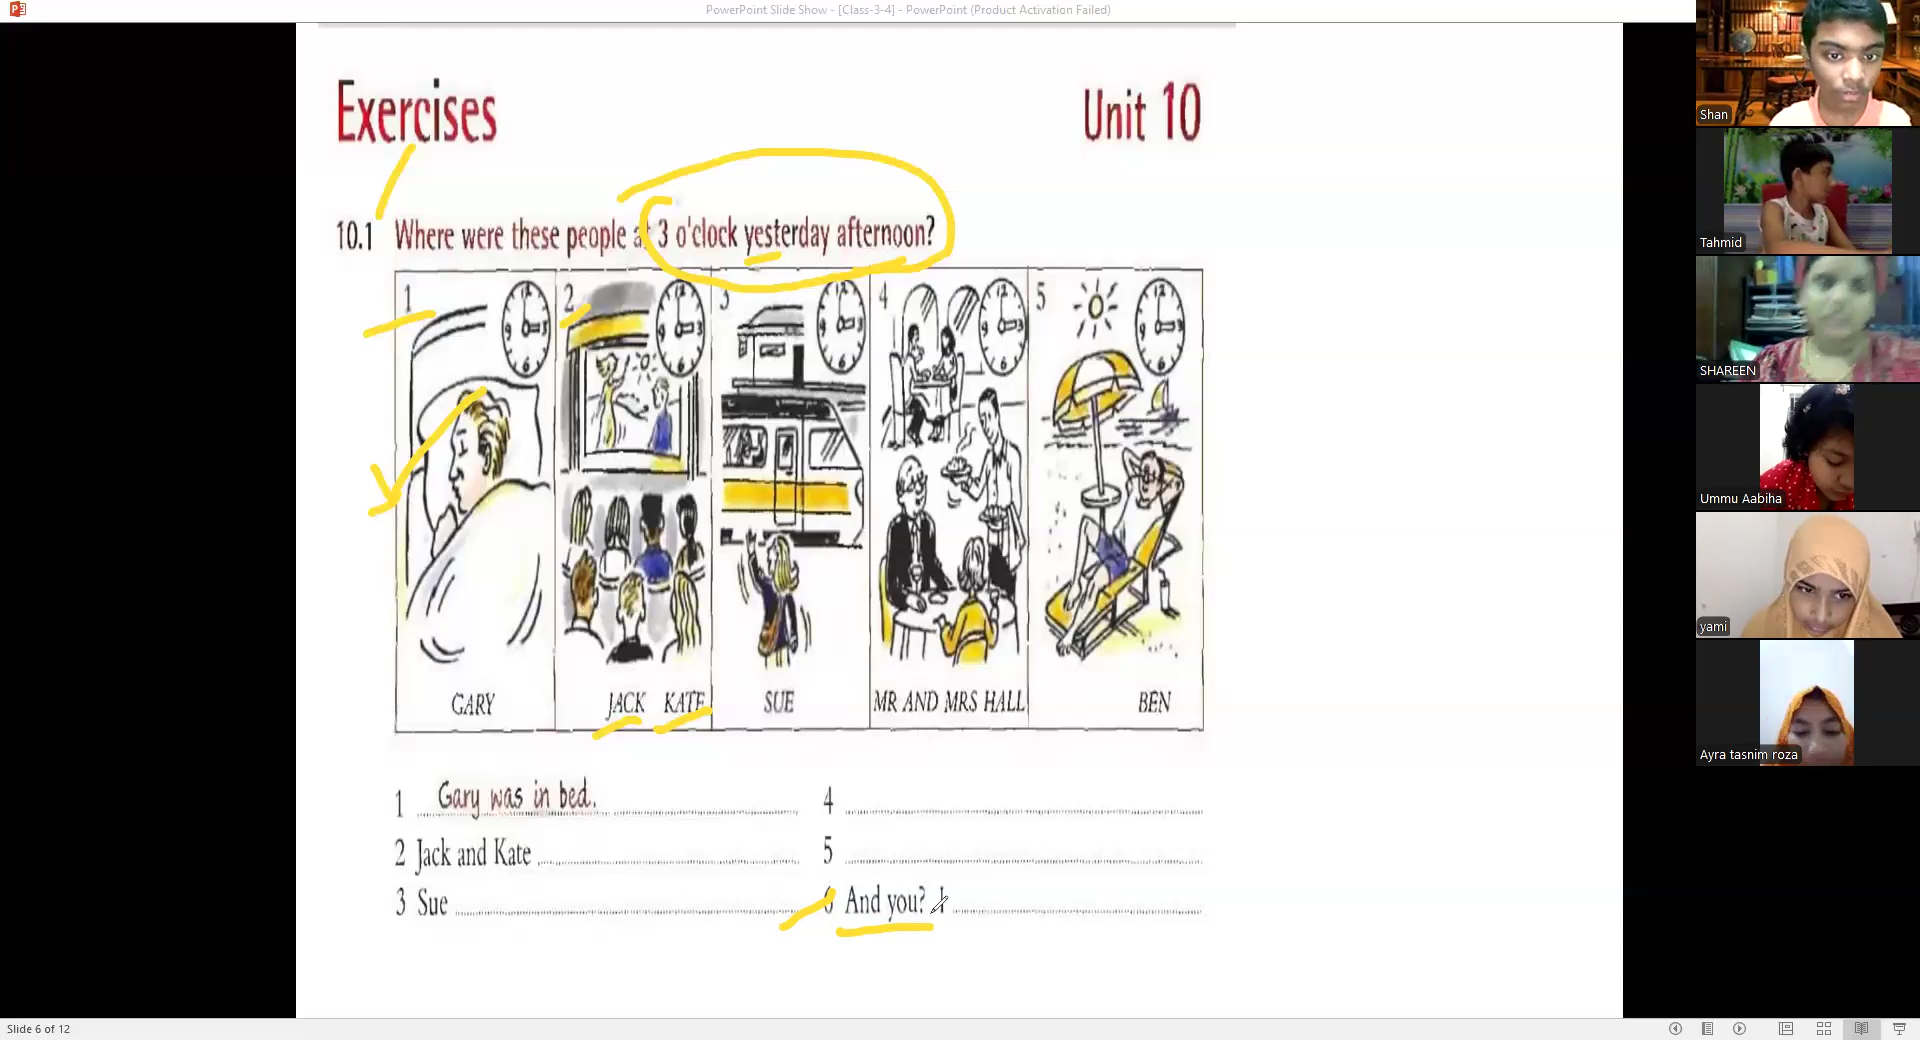 PowerPoint Slide Show - [Class-3-4] - PowerPoint (Product Activation Failed)
Exercises
Unit 10
10.1 Where were these people at 3 o'clock yesterday afternoon?
1
2
3
4
5
GARY
JACK KATE
SUE
MR AND MRS HALL
BEN
1 Gary was in bed.
2 Jack and Kate
3 Sue
4
5
6 And you? I
Shan
Tahmid
SHAREEN
Ummu Aabiha
yami
Ayra tasnim roza
Slide 6 of 12